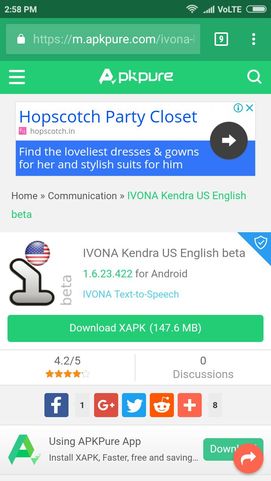 2:58 PM VoLTE
https://m.apkpure.com/ivona- 9
Apkpure
Hopscotch Party Closet
hopscotch.in
Find the loveliest dresses & gowns
for her and stylish suits for him
Home » Communication » IVONA Kendra US English
beta
beta
IVONA Kendra US English beta
1.6.23.422 for Android
IVONA Text-to-Speech
Download XAPK (147.6 MB)
4.2/5
0
Discussions
1
8
Using APKPure App
Install XAPK, Faster, free and saving...